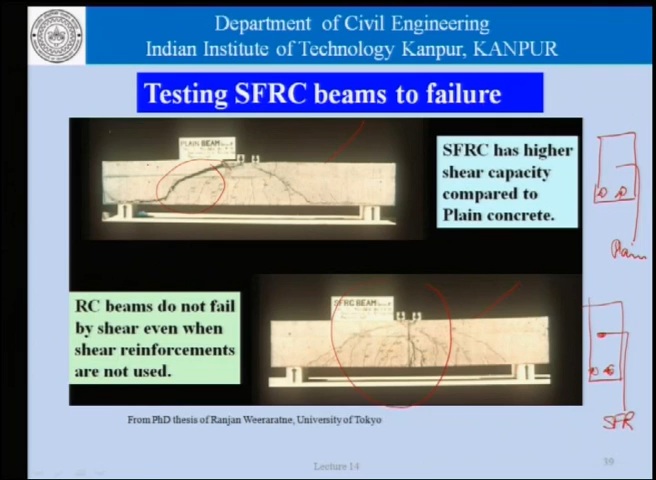 Department of Civil Engineering
Indian Institute of Technology Kanpur, KANPUR
Testing SFRC beams to failure
PLAIN BEAM
SFRC has higher
shear capacity
compared to
Plain concrete.
Plain
SFRC BEAM
RC beams do not fail
by shear even when
shear reinforcements
are not used.
SFR
From PhD thesis of Ranjan Weeraratne, University of Tokyo
Lecture 14
39